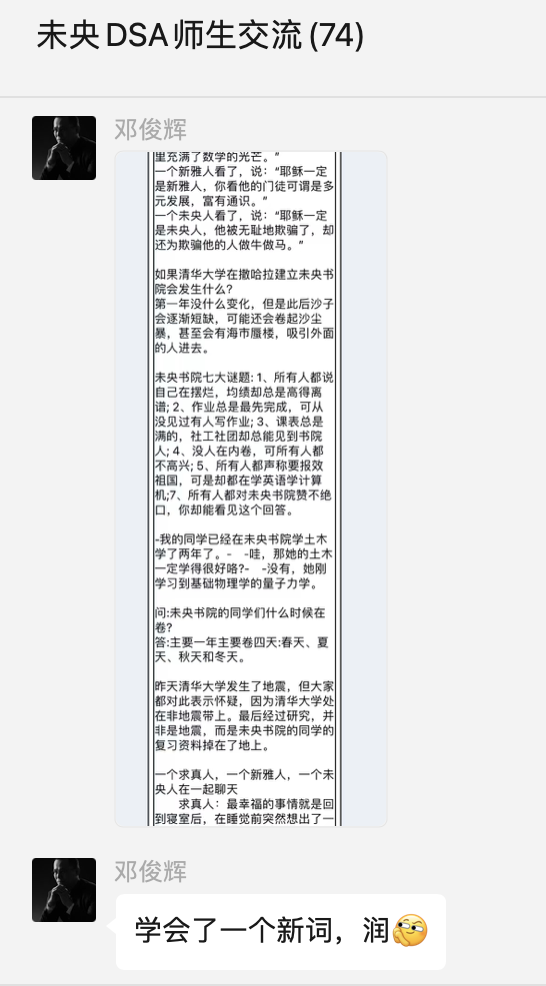 未央DSA师生交流(74)
邓俊辉
里充满了数学的光芒。”
一个新雅人看了，说：“耶稣一定
是新雅人，你看他的门徒可谓是多
元发展，富有通识。”
一个未央人看了，说：“耶稣一定
是未央人，他被无耻地欺骗了，却
还为欺骗他的人做牛做马。”
如果清华大学在撒哈拉建立未央书
院会发生什么？
第一年没什么变化，但是此后沙子
会逐渐短缺，可能还会卷起沙尘
暴，甚至会有海市蜃楼，吸引外面
的人进去。
未央书院七大谜题: 1、所有人都说
自己在摆烂，均绩却总是高得离
谱; 2、作业总是最先完成，可从
没见过有人写作业; 3、课表总是
满的，社工社团却总能见到书院
人; 4、没人在内卷，可所有人都
不高兴; 5、所有人都声称要报效
祖国，可是却都在学英语学计算
机;7、所有人都对未央书院赞不绝
口，你却能看见这个回答。
-我的同学已经在未央书院学土木
学了两年了。- -哇，那她的土木
一定学得很好咯?- -没有，她刚
学习到基础物理学的量子力学。
问:未央书院的同学们什么时候在
卷?
答:主要一年主要卷四天:春天、夏
天、秋天和冬天。
昨天清华大学发生了地震，但大家
都对此表示怀疑，因为清华大学处
在非地震带上。最后经过研究，并
非是地震，而是未央书院的同学的
复习资料掉在了地上。
一个求真人，一个新雅人，一个未
央人在一起聊天
求真人：最幸福的事情就是回
到寝室后，在睡觉前突然想出了一
邓俊辉
学会了一个新词，润